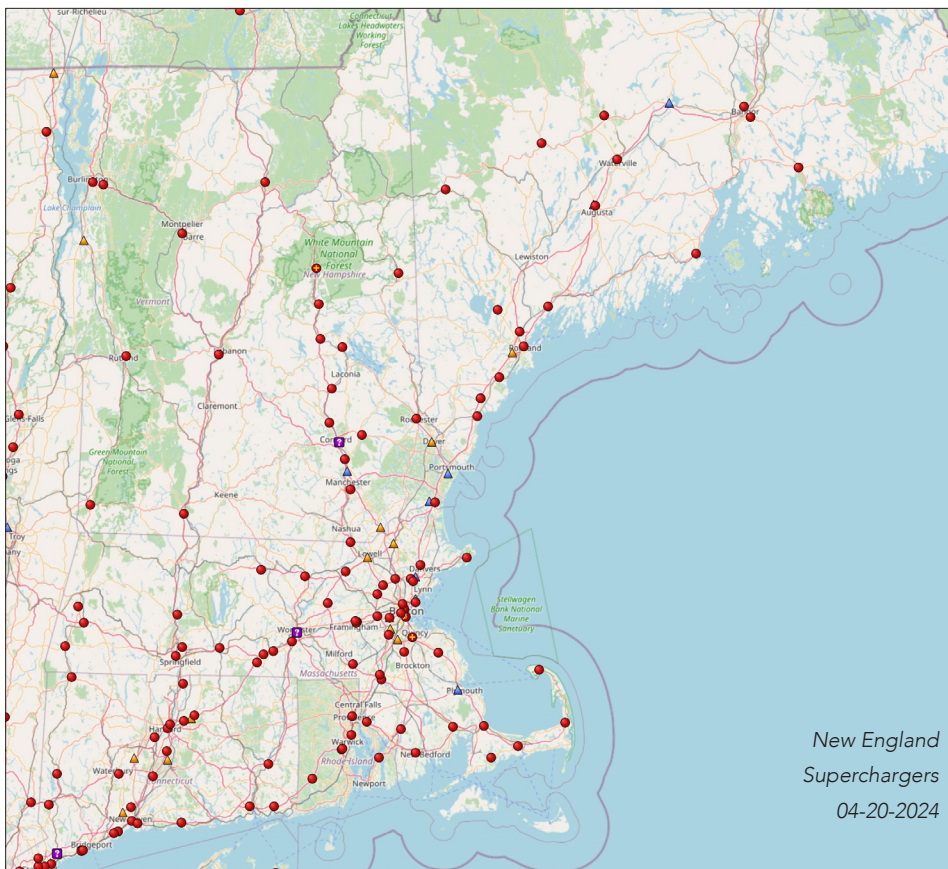 sur-Richelieu
Connecticut
Lakes Headwaters
Working
Forest
Bangor
Waterville
Burlington
Lake Champlain
Augusta
Montpelier
Barre
White Mountain
National
Forest
New Hampshire
Lewiston
Vermont
Portland
Rutland
Lebanon
Laconia
Claremont
Glens Falls
Rochester
Concord
Dover
Green Mountain
National
Forest
Portsmouth
Manchester
Keene
Nashua
Troy
Lowell
Danvers
Lynn
Stellwagen
Bank National
Marine
Sanctuary
Boston
Worcester
Framingham
Quincy
Springfield
Milford
Brockton
Massachusetts
Plymouth
Central Falls
Providence
Hartford
Warwick
New Bedford
Rhode Island
New England
Waterbury
Superchargers
Connecticut
Newport
04-20-2024
New Haven
Bridgeport
?
?
?